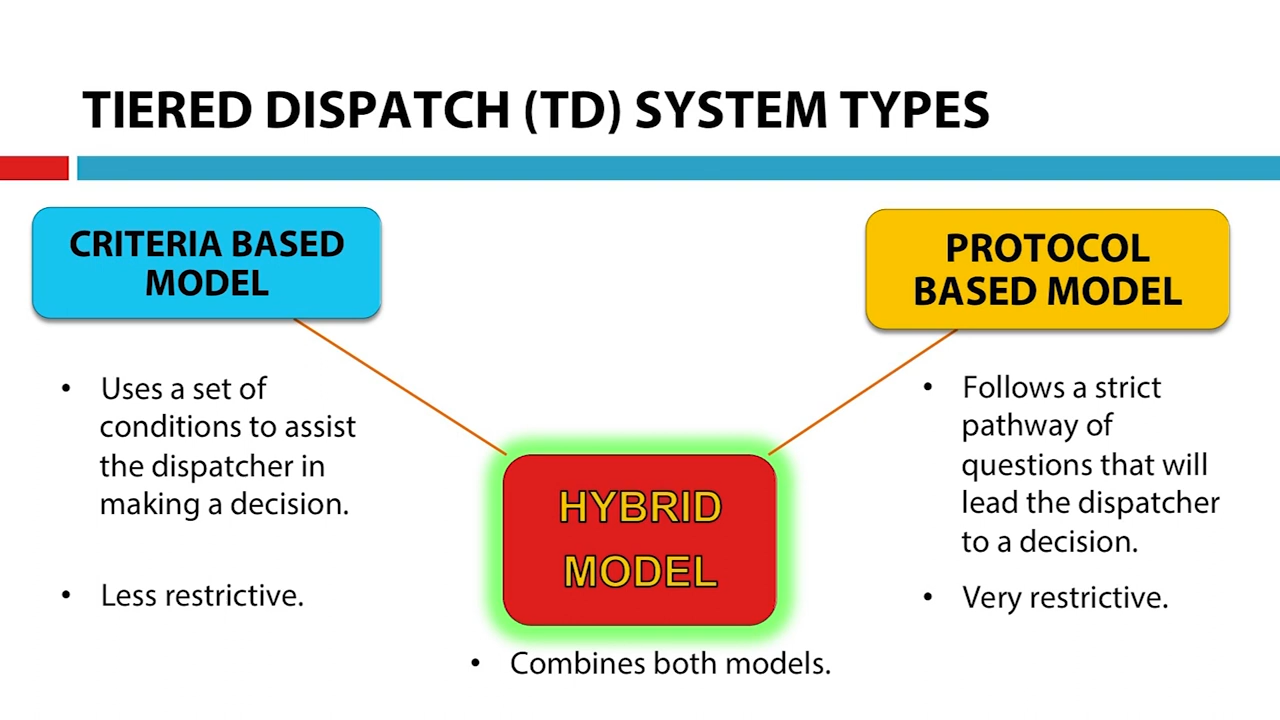 TIERED DISPATCH (TD) SYSTEM TYPES
CRITERIA BASED
MODEL
• Uses a set of
conditions to assist
the dispatcher in
making a decision.
• Less restrictive.
PROTOCOL
BASED MODEL
• Follows a strict
pathway of
questions that will
lead the dispatcher
to a decision.
• Very restrictive.
HYBRID
MODEL
• Combines both models.